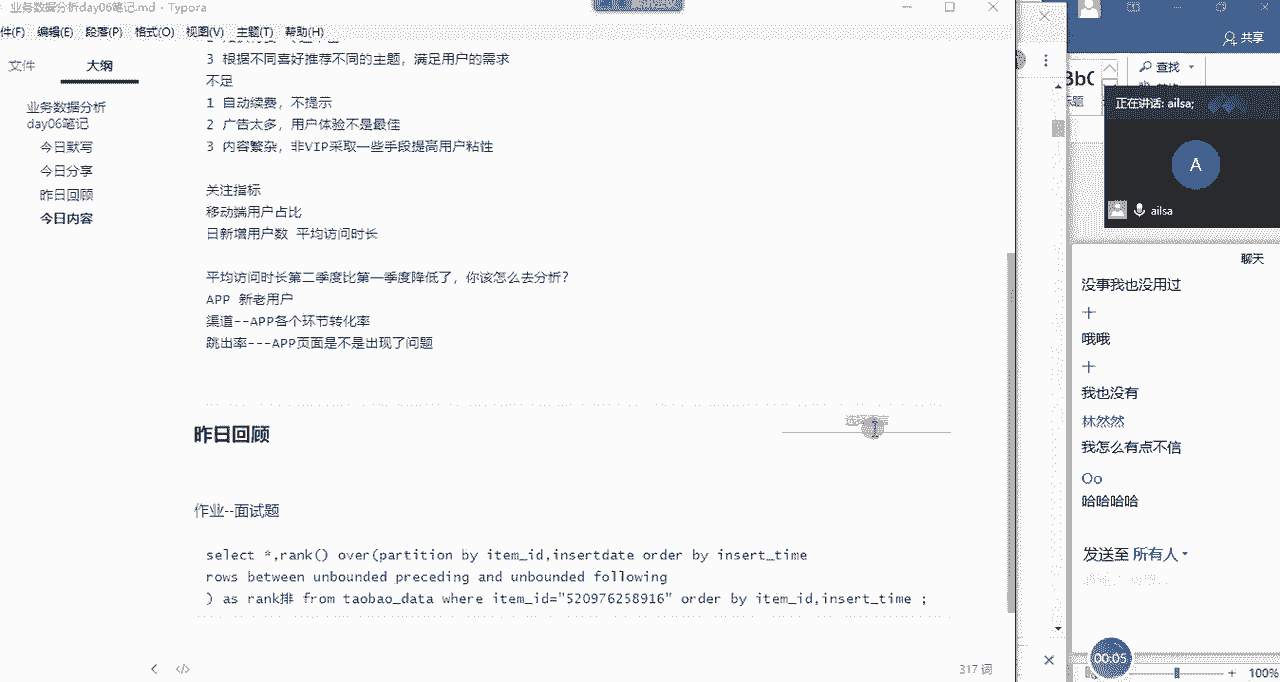 业务数据分析day06笔记.md - Typora
件(F) 编辑(E) 段落(P) 格式(O) 视图(V) 主题(T) 帮助(H)
文件 大纲
业务数据分析
day06笔记
今日默写
今日分享
昨日回顾
今日内容
3 根据不同喜好推荐不同的主题，满足用户的需求
不足
1 自动续费，不提示
2 广告太多，用户体验不是最佳
3 内容繁杂，非VIP采取一些手段提高用户粘性
关注指标
移动端用户占比
日新增用户数 平均访问时长
平均访问时长第二季度比第一季度降低了，你该怎么去分析?
APP 新老用户
渠道--APP各个环节转化率
跳出率---APP页面是不是出现了问题
选择语言
昨日回顾
作业--面试题
select *,rank() over(partition by item_id,insertdate order by insert_time
rows between unbounded preceding and unbounded following
) as rank排 from taobao_data where item_id="520976258916" order by item_id,insert_time ;
317 词
共享
查找
正在讲话: ailsa;
A
ailsa
聊天
没事我也没用过
十
哦哦
十
我也没有
林然然
我怎么有点不信
Oo
哈哈哈哈
发送至 所有人
00:05
100%